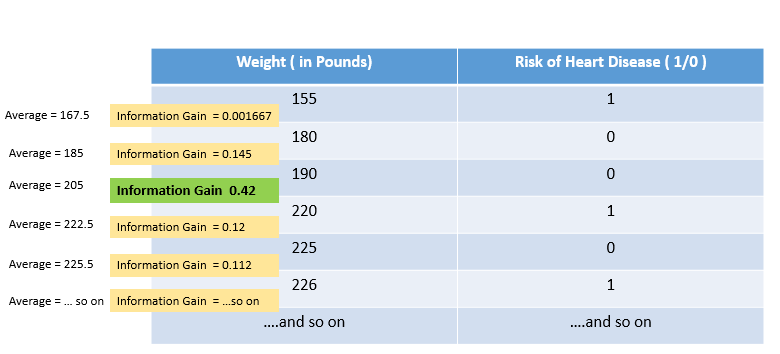 Weight ( in Pounds) Risk of Heart Disease ( 1/0 )
155 1
Average = 167.5 Information Gain = 0.001667
180 0
Average = 185 Information Gain = 0.145
190 0
Average = 205 Information Gain 0.42
220 1
Average = 222.5 Information Gain = 0.12
225 0
Average = 225.5 Information Gain = 0.112
226 1
Average = ... so on Information Gain = ...so on
....and so on ....and so on